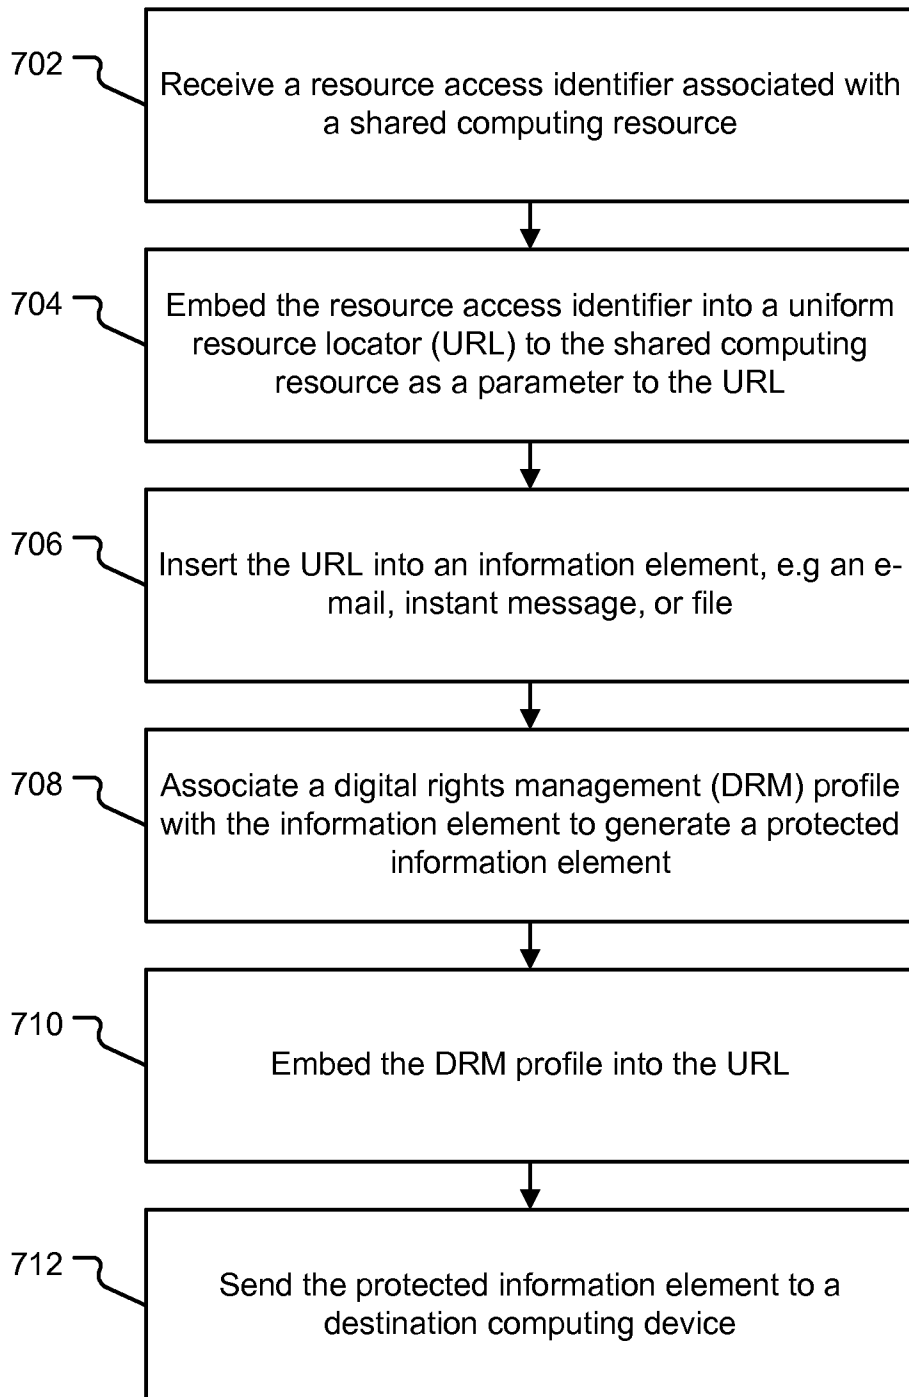 702
Receive a resource access identifier associated with
a shared computing resource
704
Embed the resource access identifier into a uniform
resource locator (URL) to the shared computing
resource as a parameter to the URL
706
Insert the URL into an information element, e.g an e-
mail, instant message, or file
708
Associate a digital rights management (DRM) profile
with the information element to generate a protected
information element
710
Embed the DRM profile into the URL
712
Send the protected information element to a
destination computing device